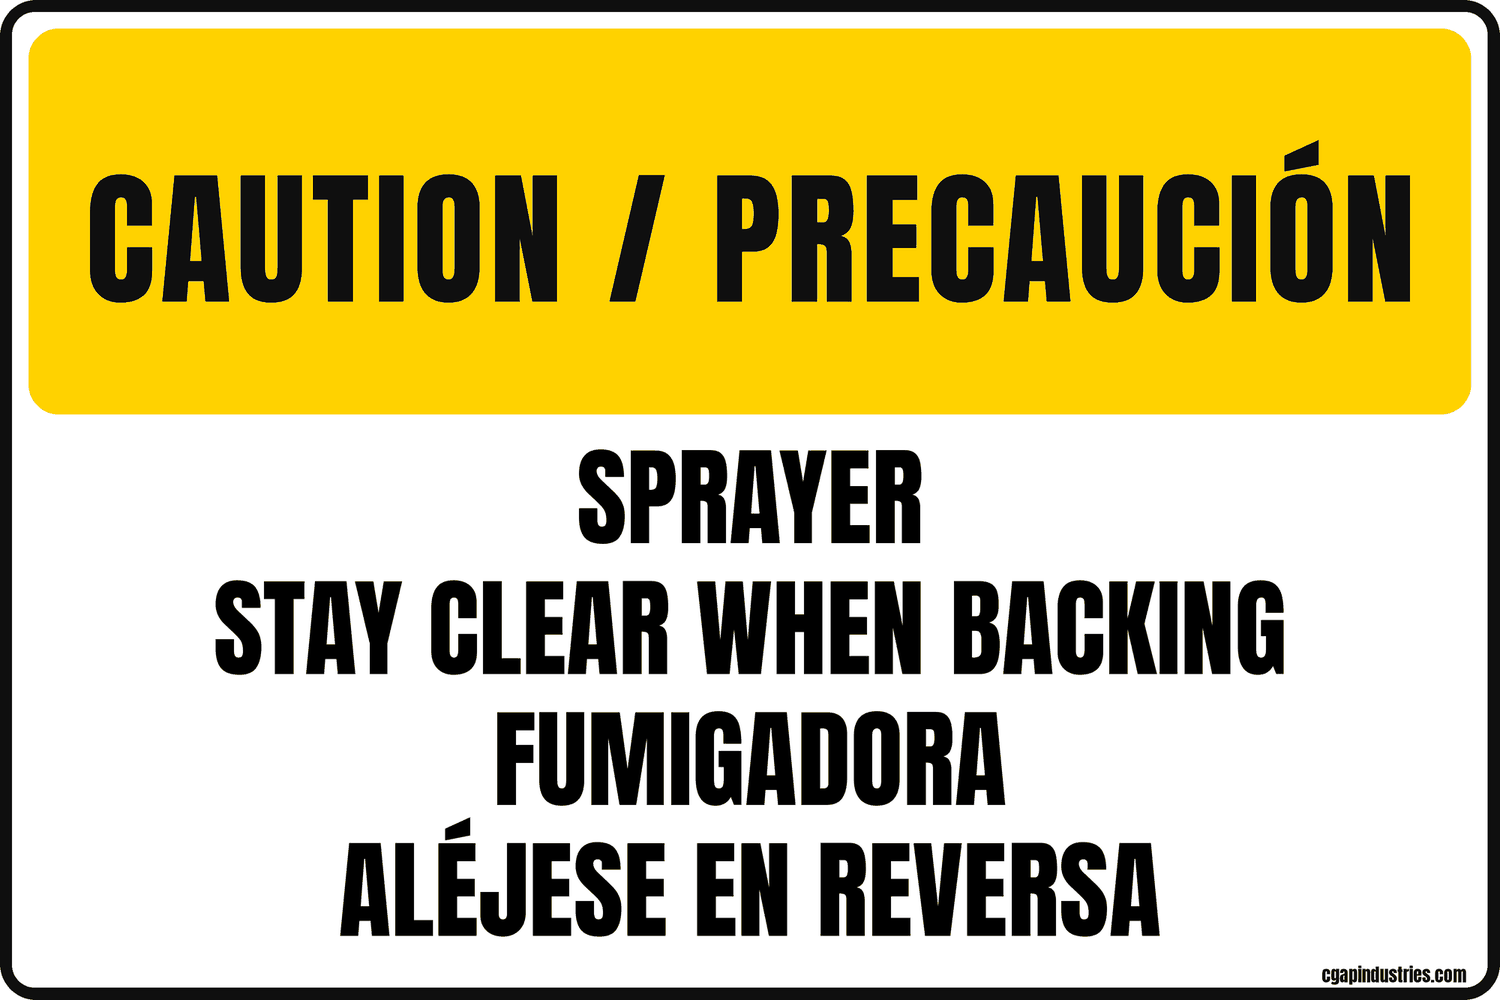 CAUTION / PRECAUCIÓN
SPRAYER
STAY CLEAR WHEN BACKING
FUMIGADORA
ALÉJESE EN REVERSA
cgapindustries.com